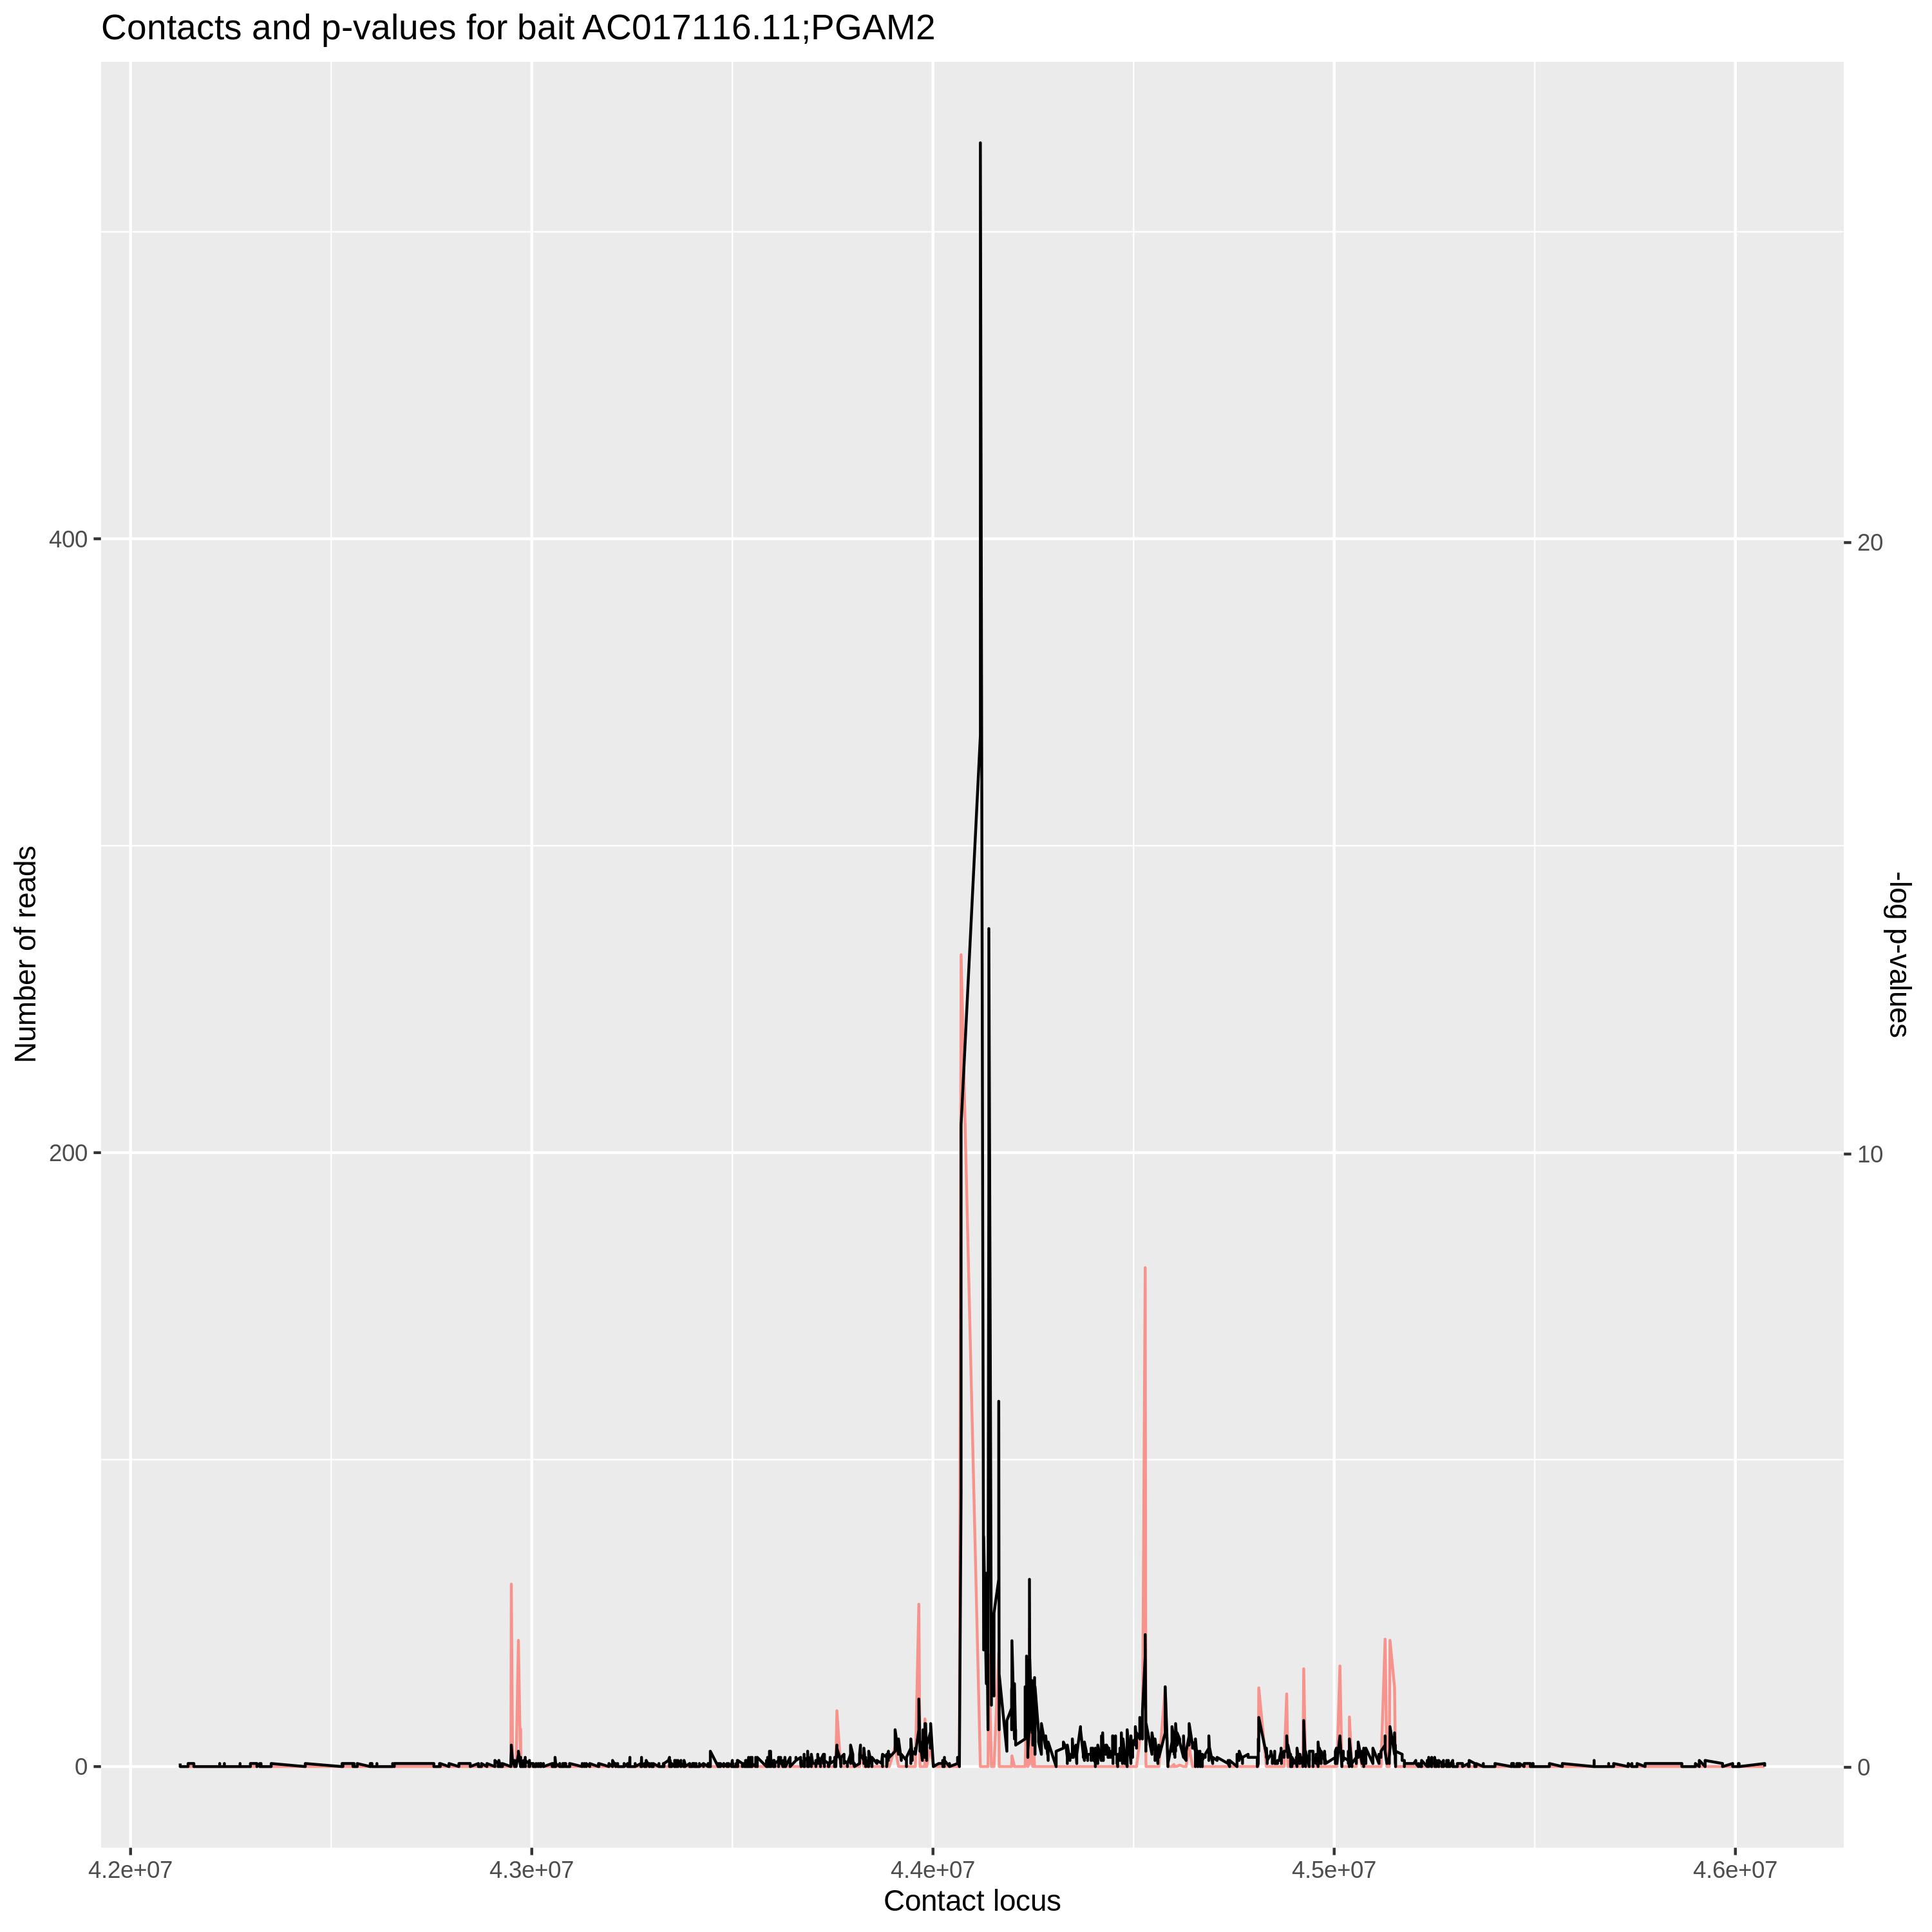 Contacts and p-values for bait AC017116.11;PGAM2
Number of reads
400
200
0
20
10
0
-log p-values
4.2e+07 4.3e+07 4.4e+07 4.5e+07 4.6e+07
Contact locus